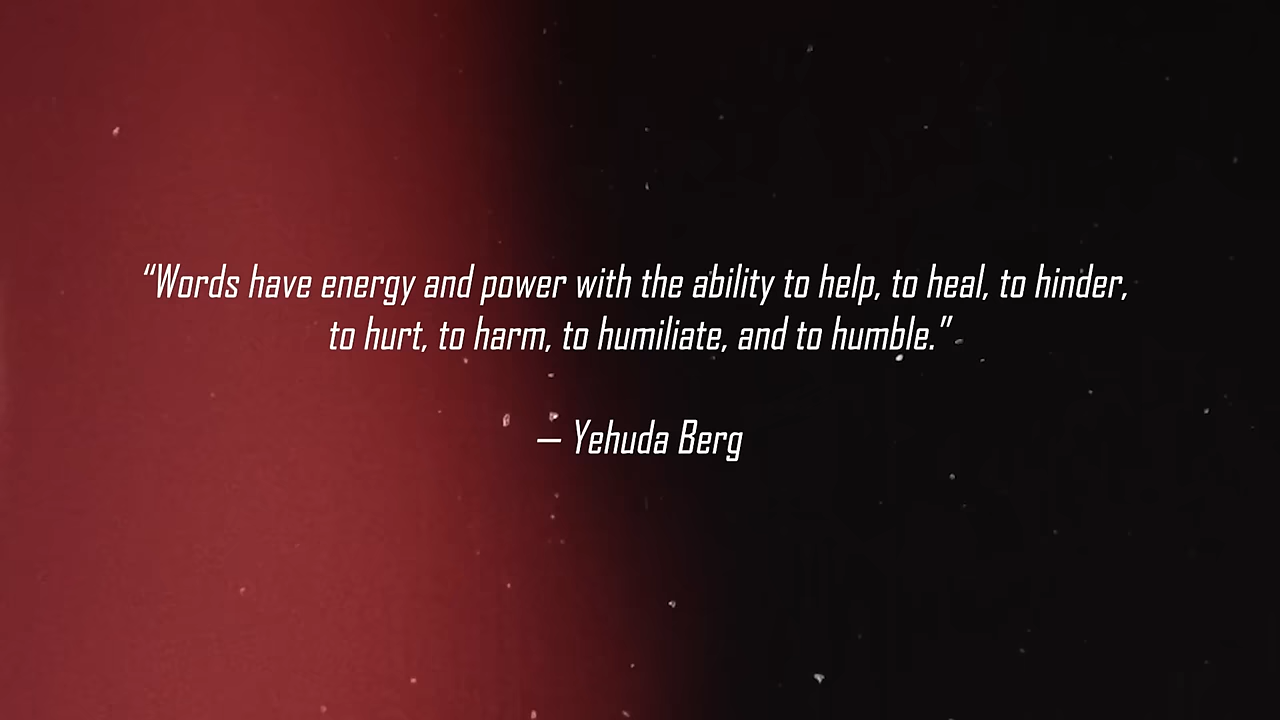 “Words have energy and power with the ability to help, to heal, to hinder,
to hurt, to harm, to humiliate, and to humble.”
— Yehuda Berg